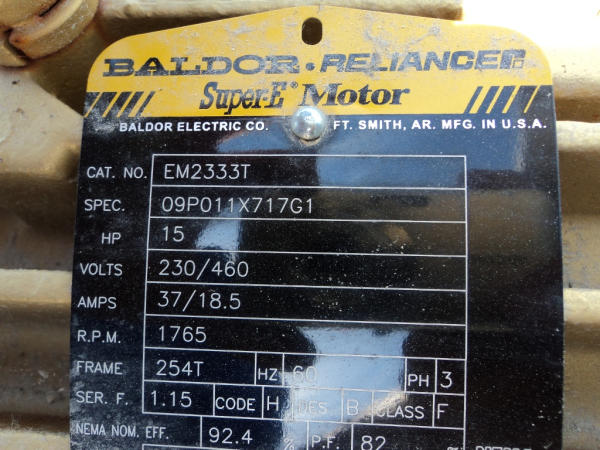 BALDOR • RELIANCER
Super-E® Motor
BALDOR ELECTRIC CO. FT. SMITH, AR. MFG. IN U.S.A.
CAT. NO. EM2333T
SPEC. 09P011X717G1
HP 15
VOLTS 230/460
AMPS 37/18.5
R.P.M. 1765
FRAME 254T HZ 60 PH 3
SER. F. 1.15 CODE H DES B CLASS F
NEMA NOM. EFF. 92.4 % P.F. 82 %